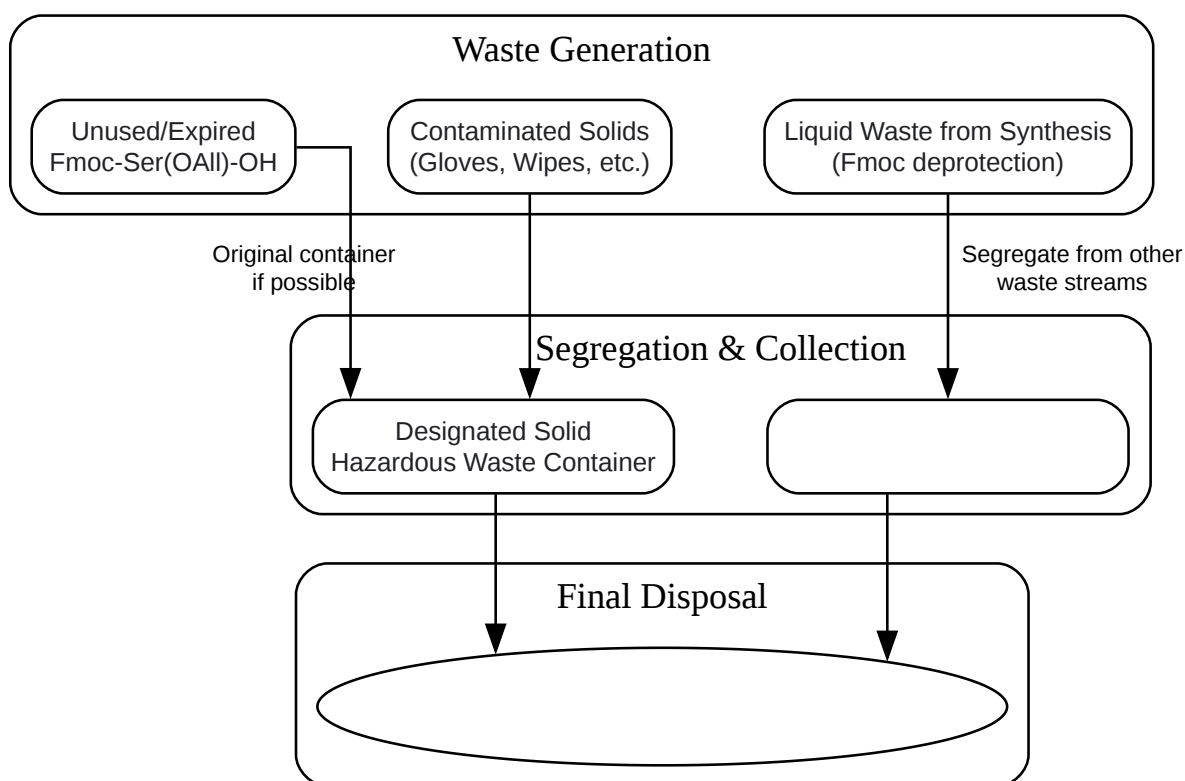 Waste Generation
Unused/Expired
Fmoc-Ser(OAll)-OH
Contaminated Solids
(Gloves, Wipes, etc.)
Liquid Waste from Synthesis
(Fmoc deprotection)
Original container
if possible
Segregate from other
waste streams
Segregation & Collection
Designated Solid
Hazardous Waste Container
Final Disposal